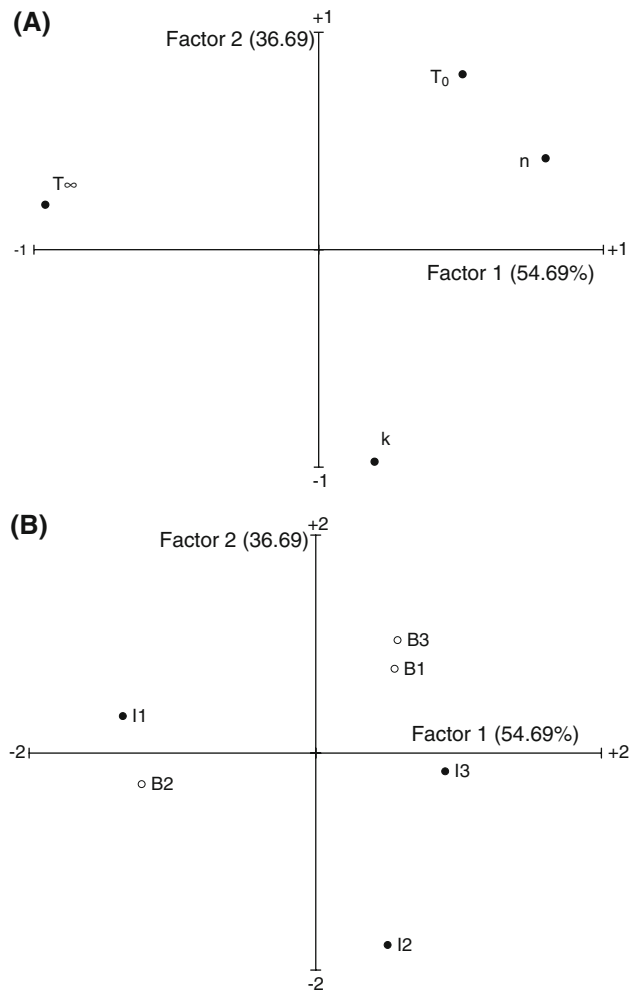 (A)
+1
Factor 2 (36.69)
T₀
n
T∞
-1
+1
Factor 1 (54.69%)
k
-1
(B)
+2
Factor 2 (36.69)
B3
B1
I1
Factor 1 (54.69%)
-2
+2
I3
B2
I2
-2